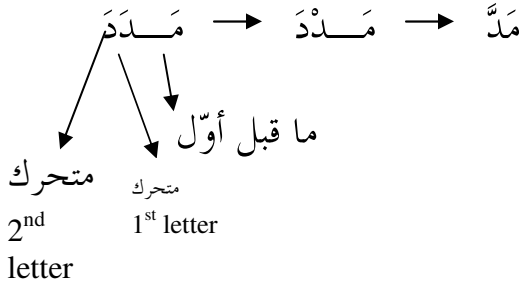 مَــدَدَ → مَــدْدَ → مَدَّ
ما قبل أوّل
متحرك
2nd
letter
متحرك
1st letter